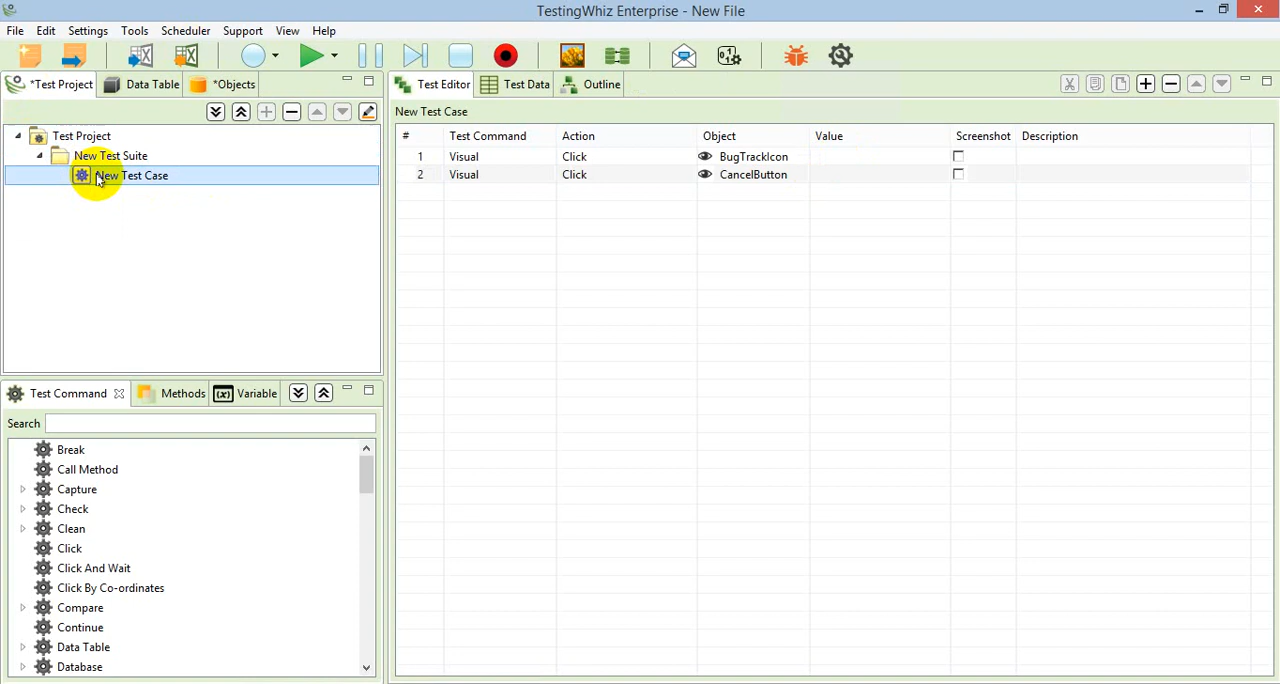 TestingWhiz Enterprise - New File
File Edit Settings Tools Scheduler Support View Help
*Test Project Data Table *Objects
Test Project
New Test Suite
New Test Case
Test Command Methods (x) Variable
Search
Break
Call Method
Capture
Check
Clean
Click
Click And Wait
Click By Co-ordinates
Compare
Continue
Data Table
Database
Test Editor Test Data Outline
New Test Case
# Test Command Action Object Value Screenshot Description
1 Visual Click BugTrackIcon
2 Visual Click CancelButton